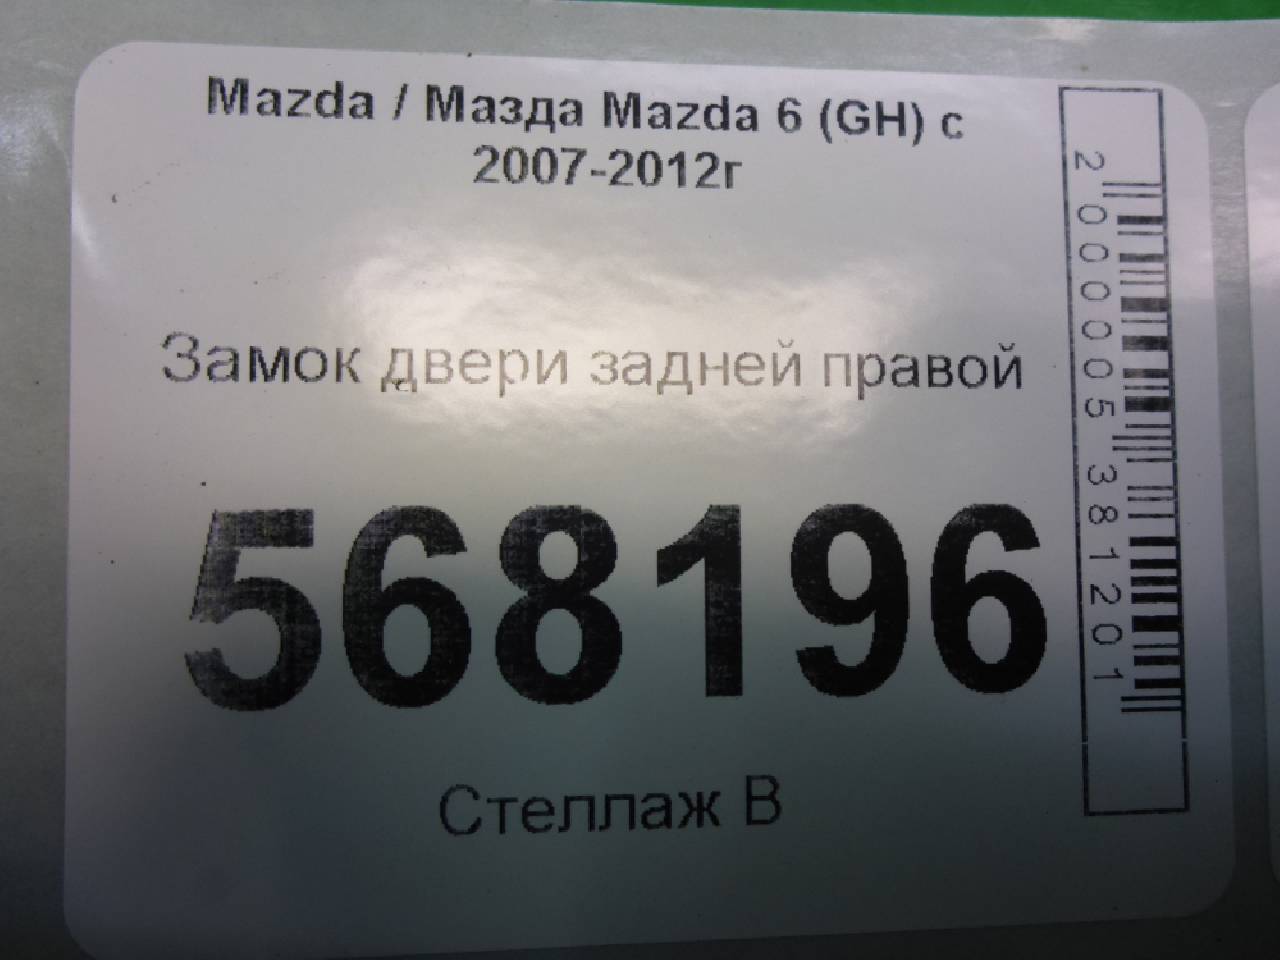 Mazda / Мазда Mazda 6 (GH) с
2007-2012г
Замок двери задней правой
568196
Стеллаж В
2000005381201